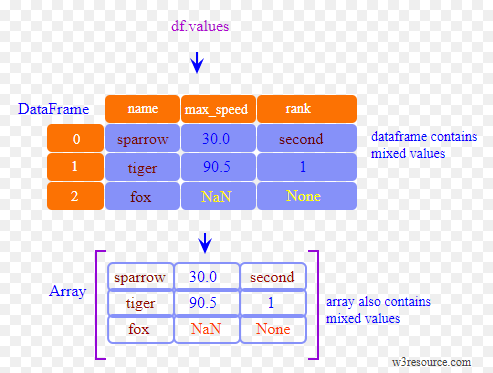 df.values
DataFrame name max_speed rank
0 sparrow 30.0 second
1 tiger 90.5 1
2 fox NaN None
dataframe contains
mixed values
Array
sparrow 30.0 second
tiger 90.5 1
fox NaN None
array also contains
mixed values
w3resource.com